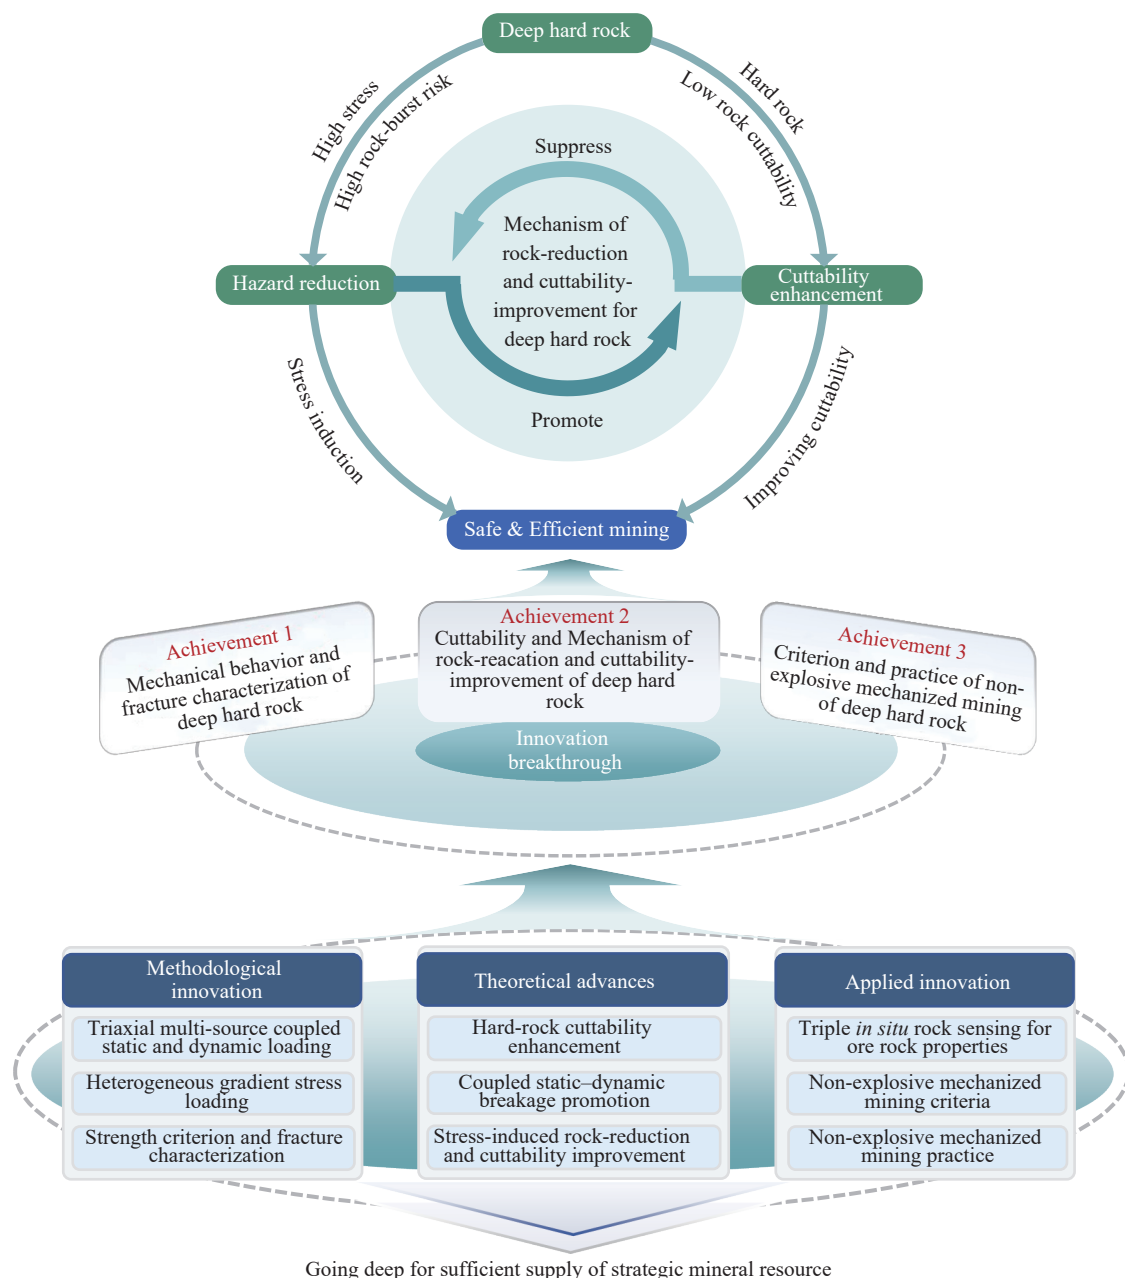 Deep hard rock
High stress
High rock-burst risk
Hard rock
Low rock cuttability
Suppress
Mechanism of
rock-reduction
and cuttability-
improvement for
deep hard rock
Hazard reduction
Cuttability
enhancement
Promote
Stress induction
Improving cuttability
Safe & Efficient mining
Achievement 1
Mechanical behavior and
fracture characterization of
deep hard rock
Achievement 2
Cuttability and Mechanism of
rock-reacation and cuttability-
improvement of deep hard
rock
Achievement 3
Criterion and practice of non-
explosive mechanized mining
of deep hard rock
Innovation
breakthrough
Methodological
innovation
Triaxial multi-source coupled
static and dynamic loading
Heterogeneous gradient stress
loading
Strength criterion and fracture
characterization
Theoretical advances
Hard-rock cuttability
enhancement
Coupled static–dynamic
breakage promotion
Stress-induced rock-reduction
and cuttability improvement
Applied innovation
Triple in situ rock sensing for
ore rock properties
Non-explosive mechanized
mining criteria
Non-explosive mechanized
mining practice
Going deep for sufficient supply of strategic mineral resource